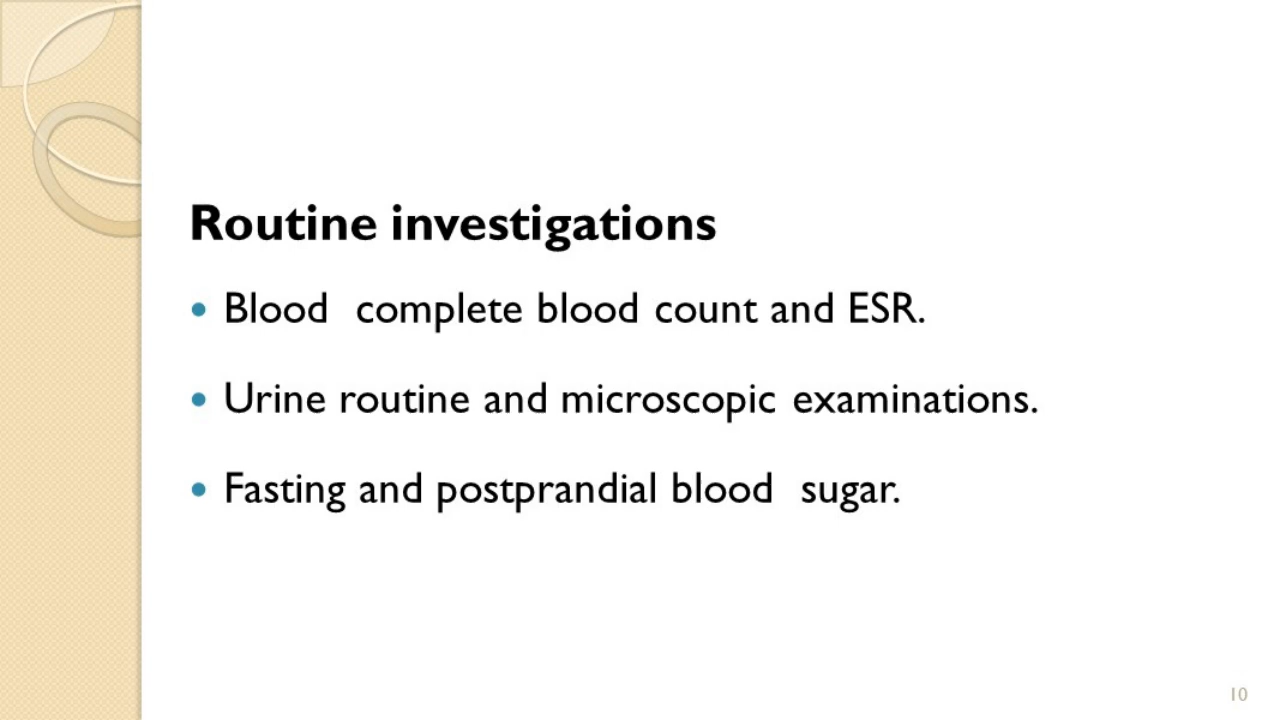 Routine investigations
• Blood  complete blood count and ESR.
• Urine routine and microscopic examinations.
• Fasting and postprandial blood  sugar.
10